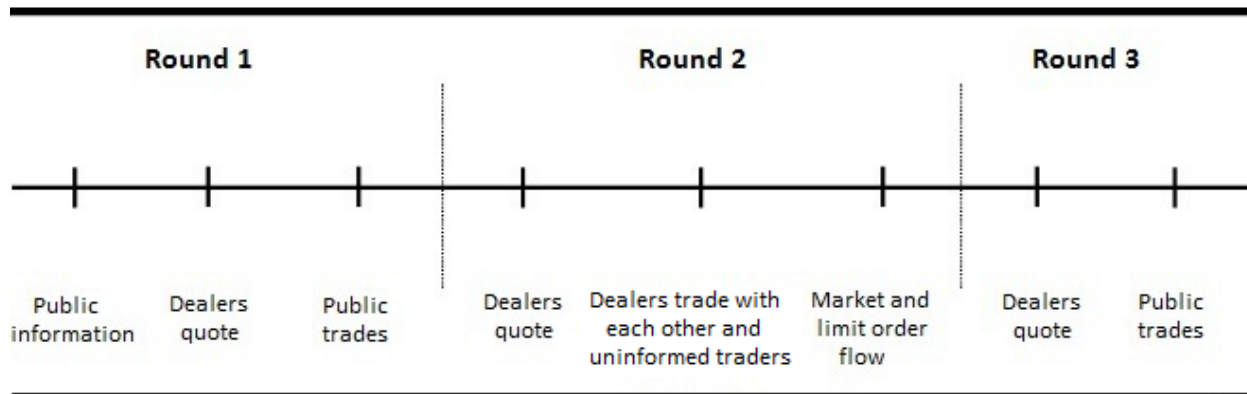 Round 1
Round 2
Round 3
Public
information
Dealers
quote
Public
trades
Dealers
quote
Dealers trade with
each other and
uninformed traders
Market and
limit order
flow
Dealers
quote
Public
trades